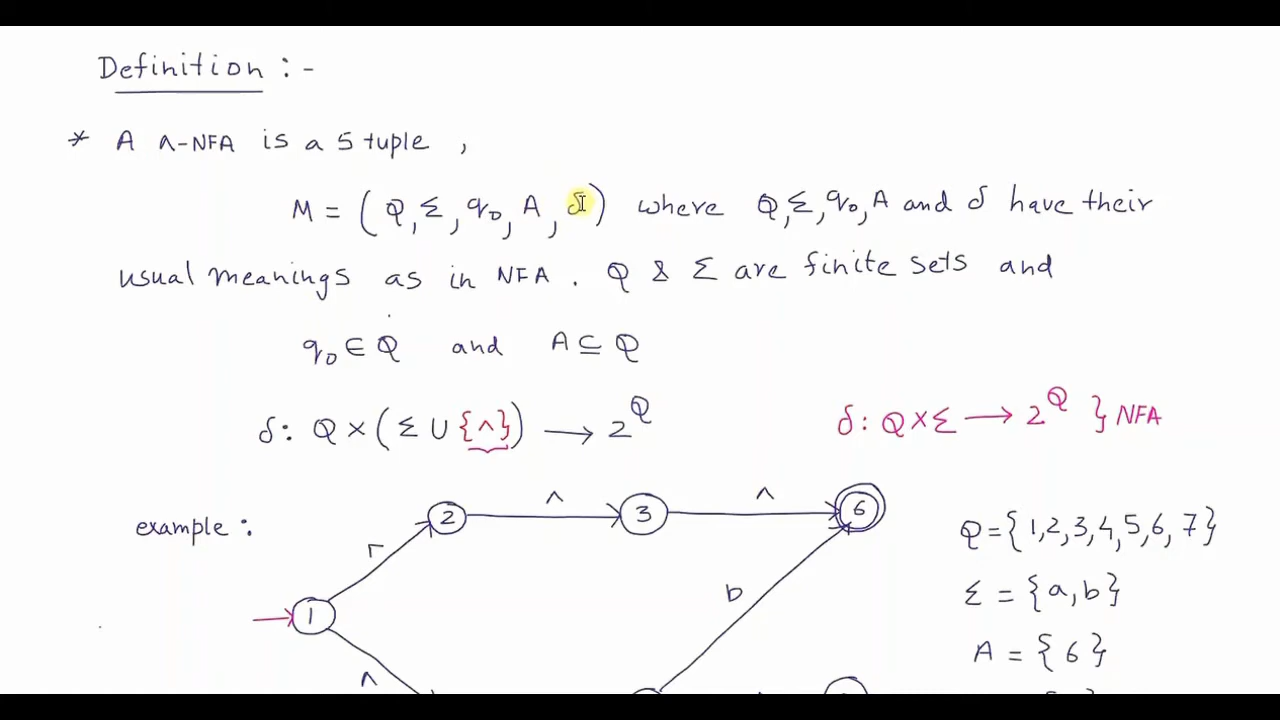 Definition :-
* A ʌ-NFA is a 5 tuple ,
M = ( Q, Σ, q0, A, δ) where Q, Σ, q0, A and δ have their
usual meanings as in NFA . Q & Σ are finite sets and
q0 ∈ Q and A ⊆ Q
δ: Q × ( Σ ∪ {^}) → 2^Q
δ: Q × Σ → 2^Q } NFA
example :
2 ^ 3 ^ 6
Q = {1,2,3,4,5,6,7}
b
Σ = {a,b}
1
A = {6}
^